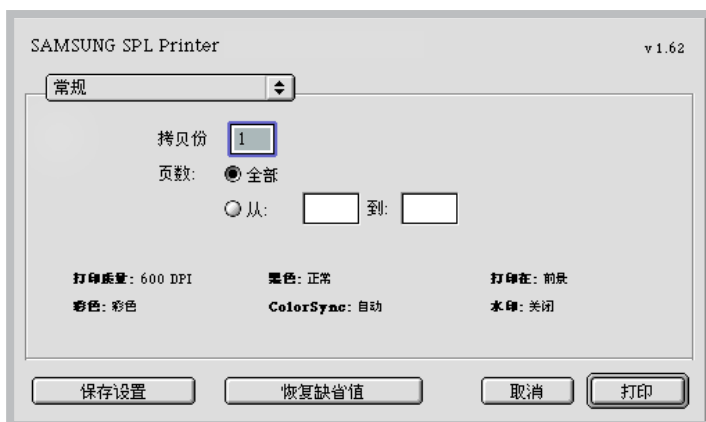 SAMSUNG SPL Printer v 1.62
常规
拷贝份 1
页数: 全部
从: 到:
打印质量: 600 DPI 黑色: 正常 打印在: 前景
彩色: 彩色 ColorSync: 自动 水印: 关闭
保存设置 恢复缺省值 取消 打印